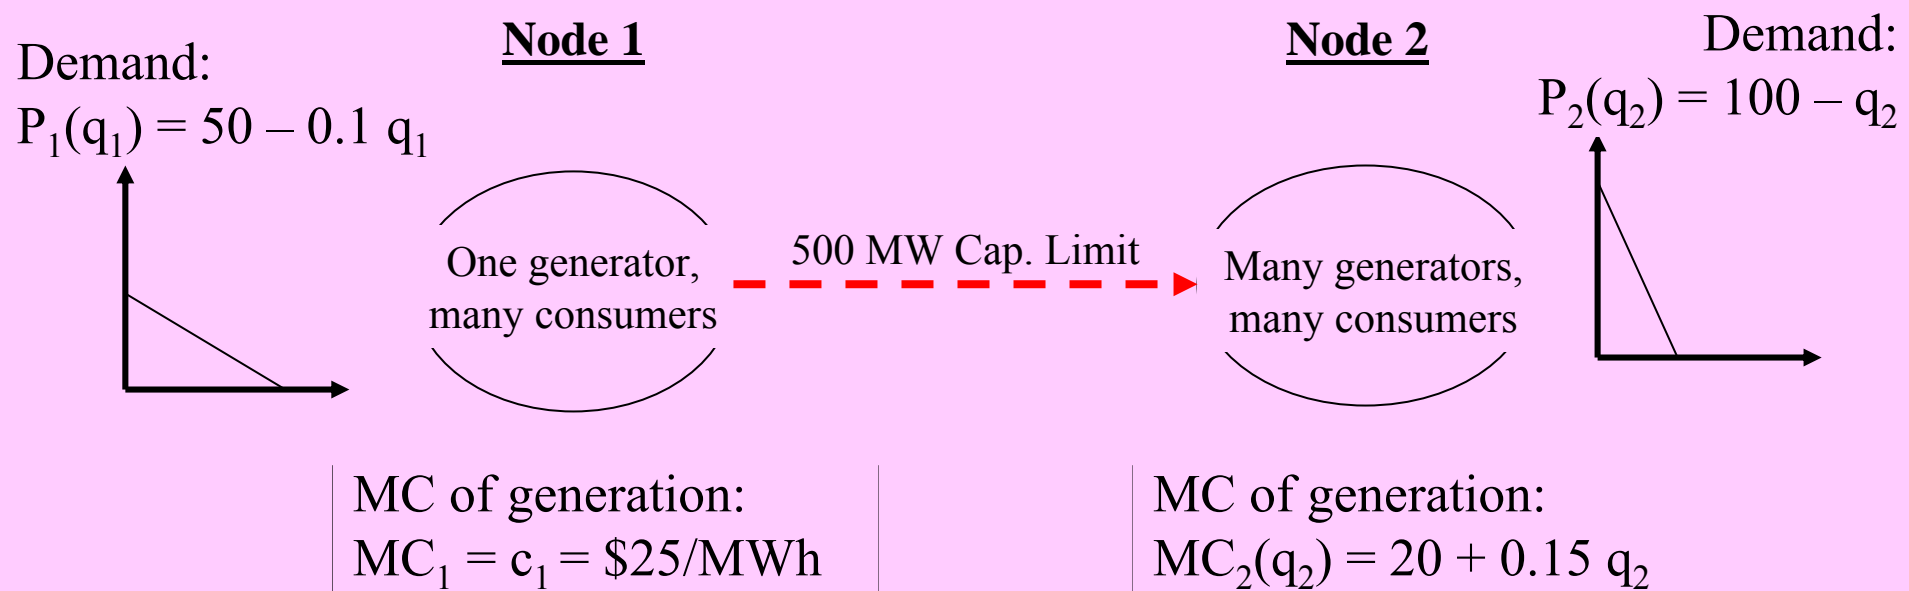 Demand:
P₁(q₁) = 50 – 0.1 q₁
Node 1
Node 2
Demand:
P₂(q₂) = 100 – q₂
One generator,
many consumers
500 MW Cap. Limit
Many generators,
many consumers
MC of generation:
MC₁ = c₁ = $25/MWh
MC of generation:
MC₂(q₂) = 20 + 0.15 q₂